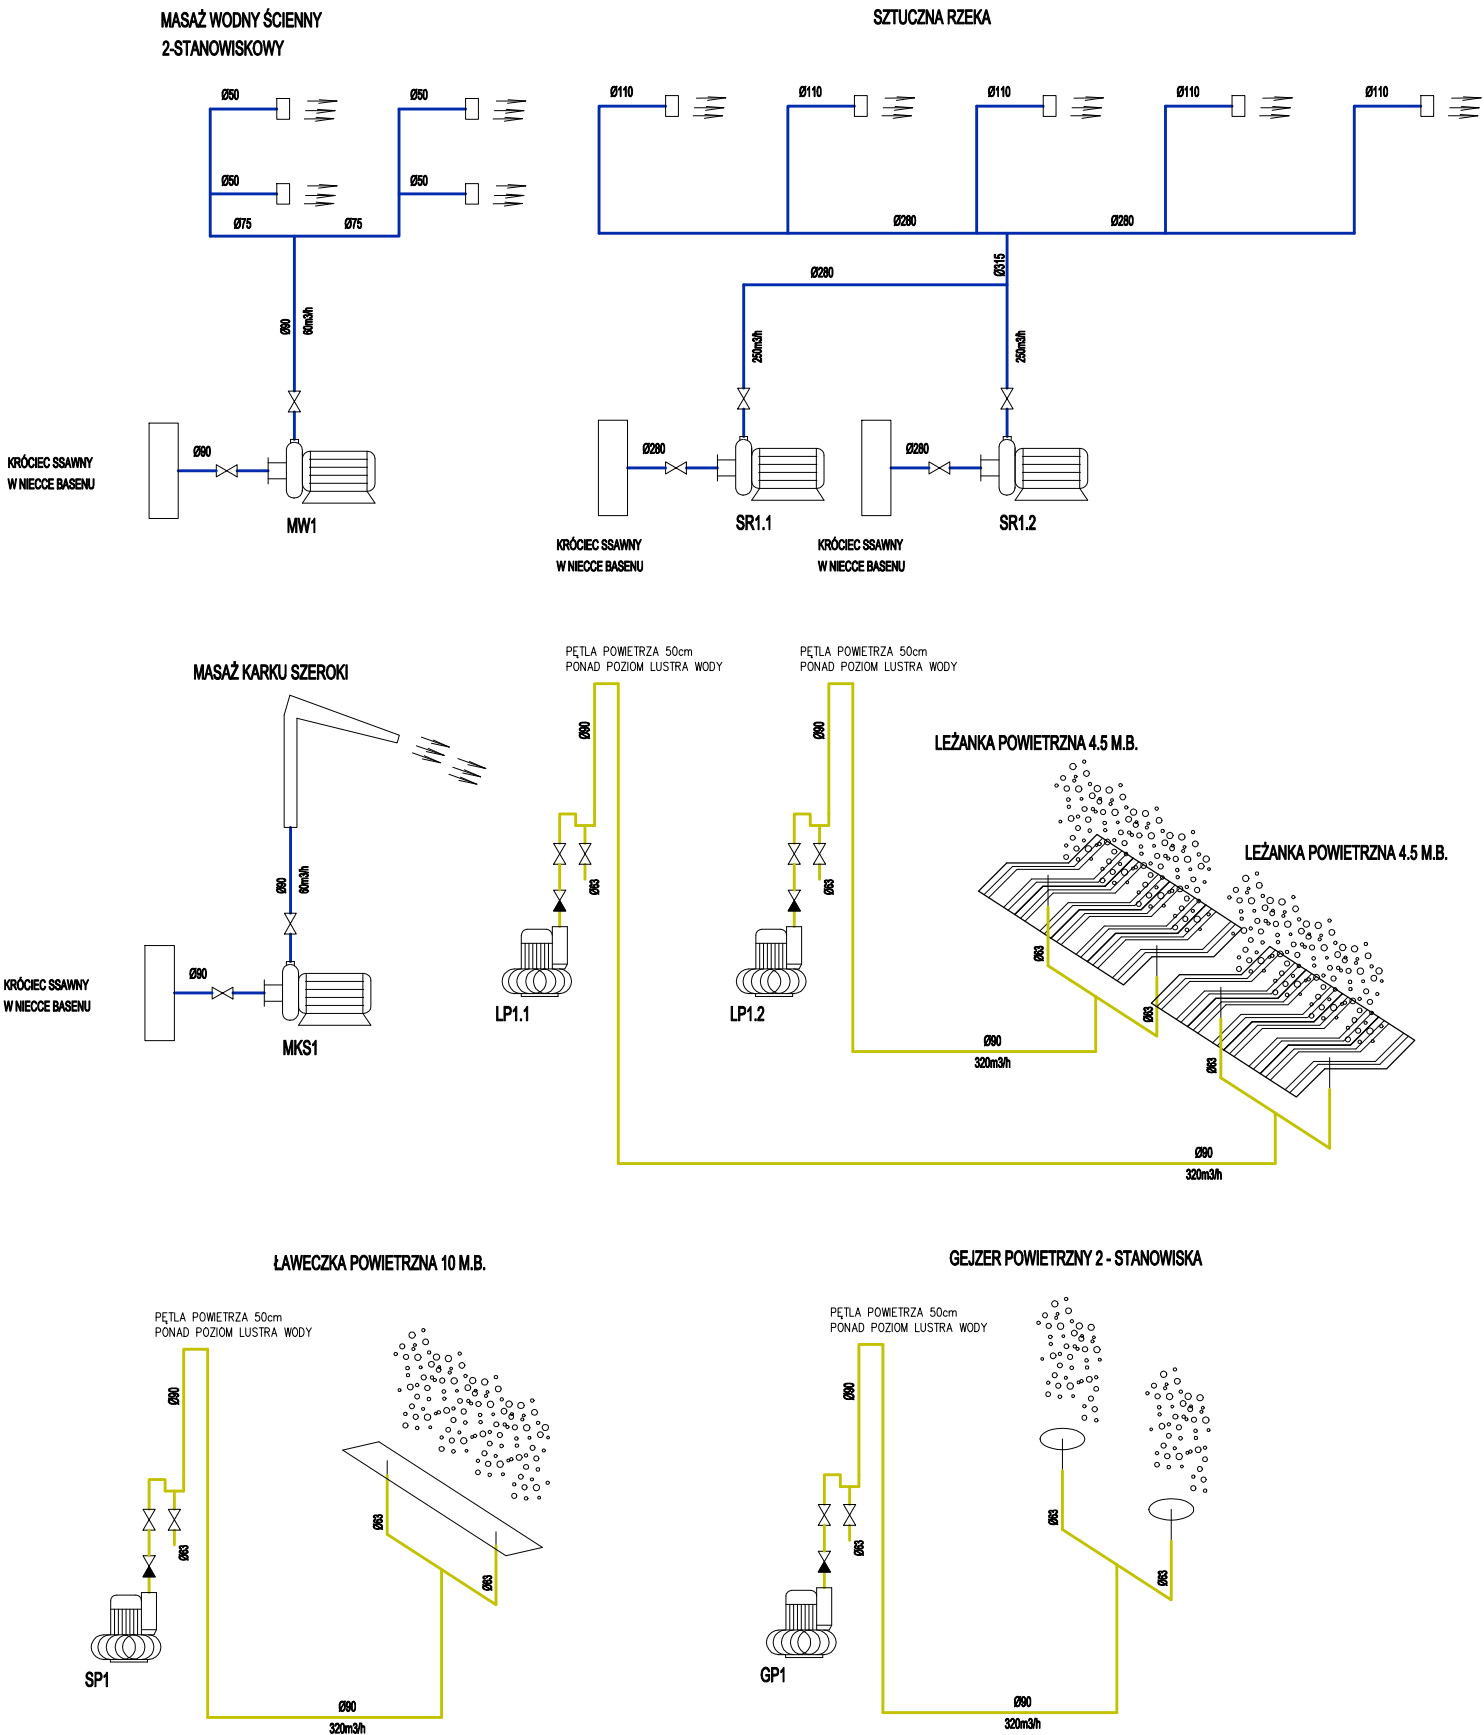 MASAŻ WODNY ŚCIENNY
2-STANOWISKOWY
Ø50
Ø50
Ø50
Ø50
Ø75
Ø75
Ø90
60m3/h
Ø90
KRÓCIEC SSAWNY
W NIECCE BASENU
MW1
SZTUCZNA RZEKA
Ø110
Ø110
Ø110
Ø110
Ø110
Ø280
Ø280
Ø315
Ø280
250m3/h
250m3/h
Ø280
Ø280
SR1.1
SR1.2
KRÓCIEC SSAWNY
W NIECCE BASENU
KRÓCIEC SSAWNY
W NIECCE BASENU
MASAŻ KARKU SZEROKI
Ø90
60m3/h
Ø90
KRÓCIEC SSAWNY
W NIECCE BASENU
MKS1
PĘTLA POWIETRZA 50cm
PONAD POZIOM LUSTRA WODY
Ø90
Ø63
LP1.1
PĘTLA POWIETRZA 50cm
PONAD POZIOM LUSTRA WODY
Ø90
Ø63
LP1.2
LEŻANKA POWIETRZNA 4.5 M.B.
LEŻANKA POWIETRZNA 4.5 M.B.
Ø63
Ø63
Ø63
Ø90
320m3/h
Ø90
320m3/h
ŁAWECZKA POWIETRZNA 10 M.B.
PĘTLA POWIETRZA 50cm
PONAD POZIOM LUSTRA WODY
Ø90
Ø63
Ø63
Ø63
SP1
Ø90
320m3/h
GEJZER POWIETRZNY 2 - STANOWISKA
PĘTLA POWIETRZA 50cm
PONAD POZIOM LUSTRA WODY
Ø90
Ø63
Ø63
Ø63
GP1
Ø90
320m3/h